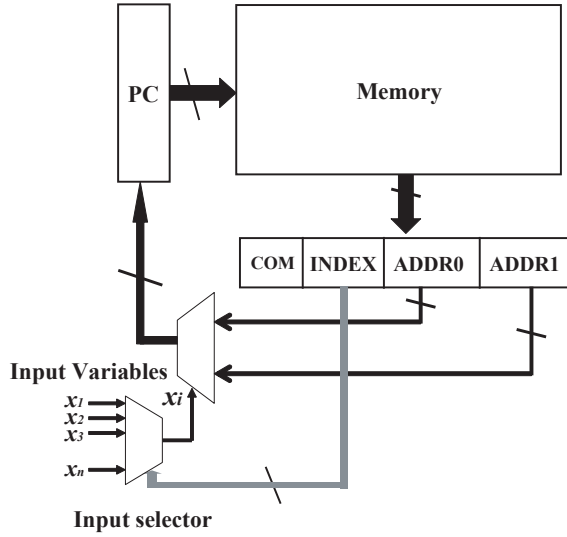 PC
Memory
COM INDEX ADDR0 ADDR1
Input Variables
xi
x1
x2
x3
xn
Input selector